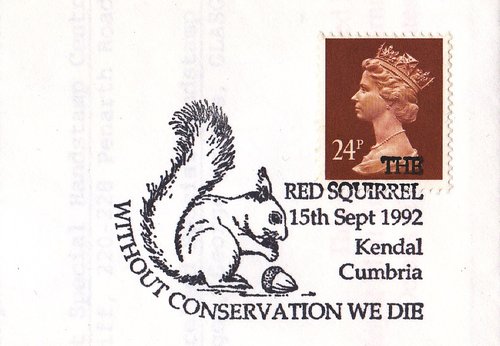 24P
THE
RED SQUIRREL
15th Sept 1992
Kendal
Cumbria
WITHOUT CONSERVATION WE DIE